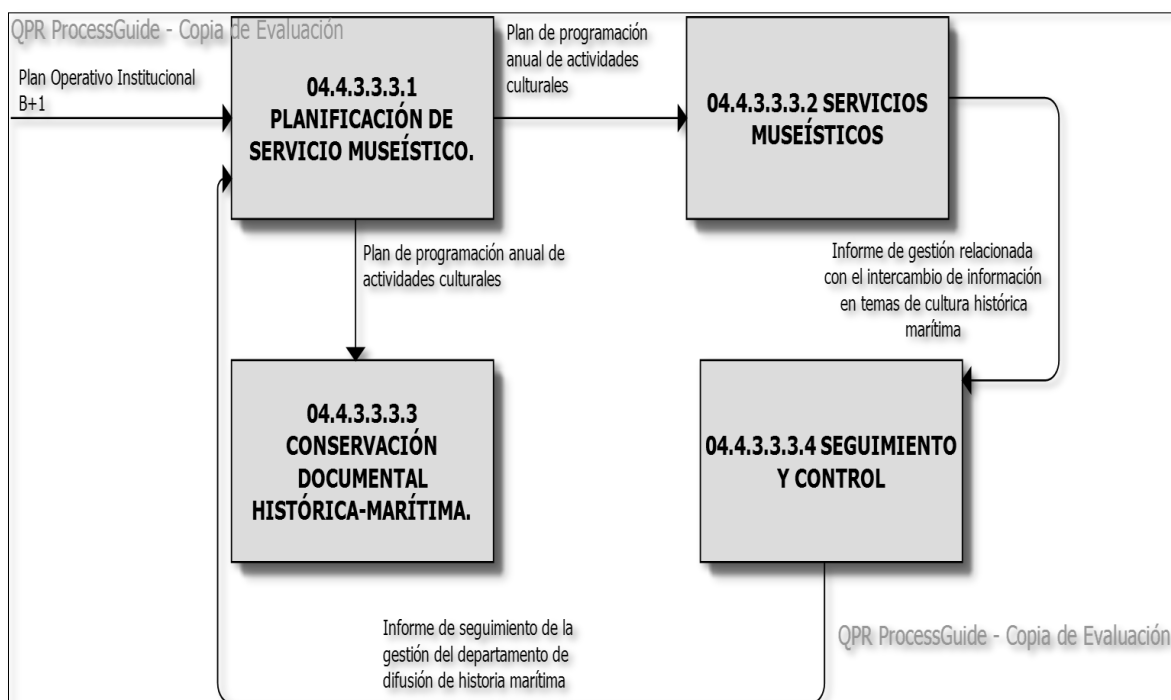 QPR ProcessGuide - Copia de Evaluación
Plan Operativo Institucional
B+1
04.4.3.3.3.1
PLANIFICACIÓN DE
SERVICIO MUSEÍSTICO.
Plan de programación
anual de actividades
culturales
04.4.3.3.3.2 SERVICIOS
MUSEÍSTICOS
Plan de programación anual de
actividades culturales
Informe de gestión relacionada
con el intercambio de información
en temas de cultura histórica
marítima
04.4.3.3.3.3
CONSERVACIÓN
DOCUMENTAL
HISTÓRICA-MARÍTIMA.
04.4.3.3.3.4 SEGUIMIENTO
Y CONTROL
Informe de seguimiento de la
gestión del departamento de
difusión de historia marítima
QPR ProcessGuide - Copia de Evaluación